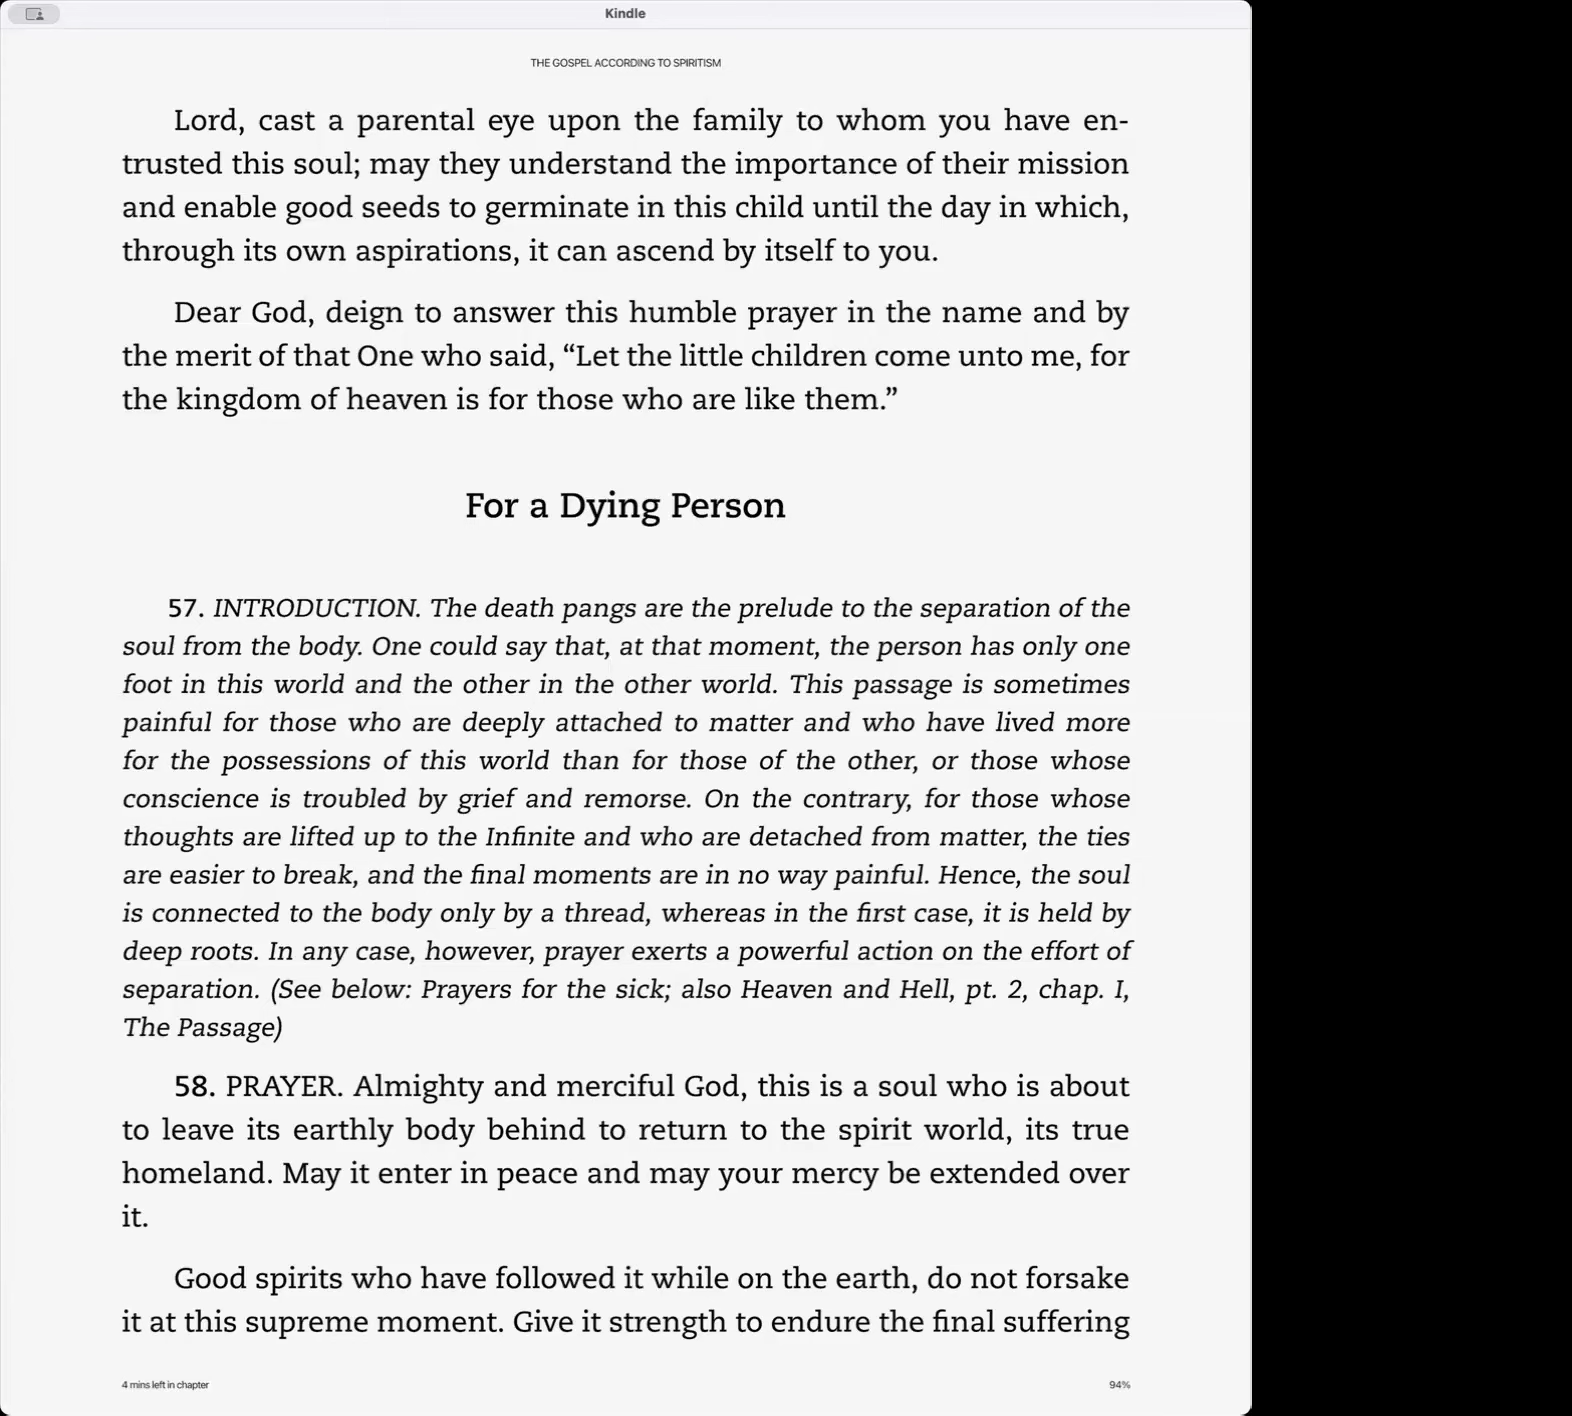 Kindle
THE GOSPEL ACCORDING TO SPIRITISM
Lord, cast a parental eye upon the family to whom you have en-
trusted this soul; may they understand the importance of their mission
and enable good seeds to germinate in this child until the day in which,
through its own aspirations, it can ascend by itself to you.
Dear God, deign to answer this humble prayer in the name and by
the merit of that One who said, “Let the little children come unto me, for
the kingdom of heaven is for those who are like them.”
For a Dying Person
57. INTRODUCTION. The death pangs are the prelude to the separation of the
soul from the body. One could say that, at that moment, the person has only one
foot in this world and the other in the other world. This passage is sometimes
painful for those who are deeply attached to matter and who have lived more
for the possessions of this world than for those of the other, or those whose
conscience is troubled by grief and remorse. On the contrary, for those whose
thoughts are lifted up to the Infinite and who are detached from matter, the ties
are easier to break, and the final moments are in no way painful. Hence, the soul
is connected to the body only by a thread, whereas in the first case, it is held by
deep roots. In any case, however, prayer exerts a powerful action on the effort of
separation. (See below: Prayers for the sick; also Heaven and Hell, pt. 2, chap. I,
The Passage)
58. PRAYER. Almighty and merciful God, this is a soul who is about
to leave its earthly body behind to return to the spirit world, its true
homeland. May it enter in peace and may your mercy be extended over
it.
Good spirits who have followed it while on the earth, do not forsake
it at this supreme moment. Give it strength to endure the final suffering
4 mins left in chapter
94%